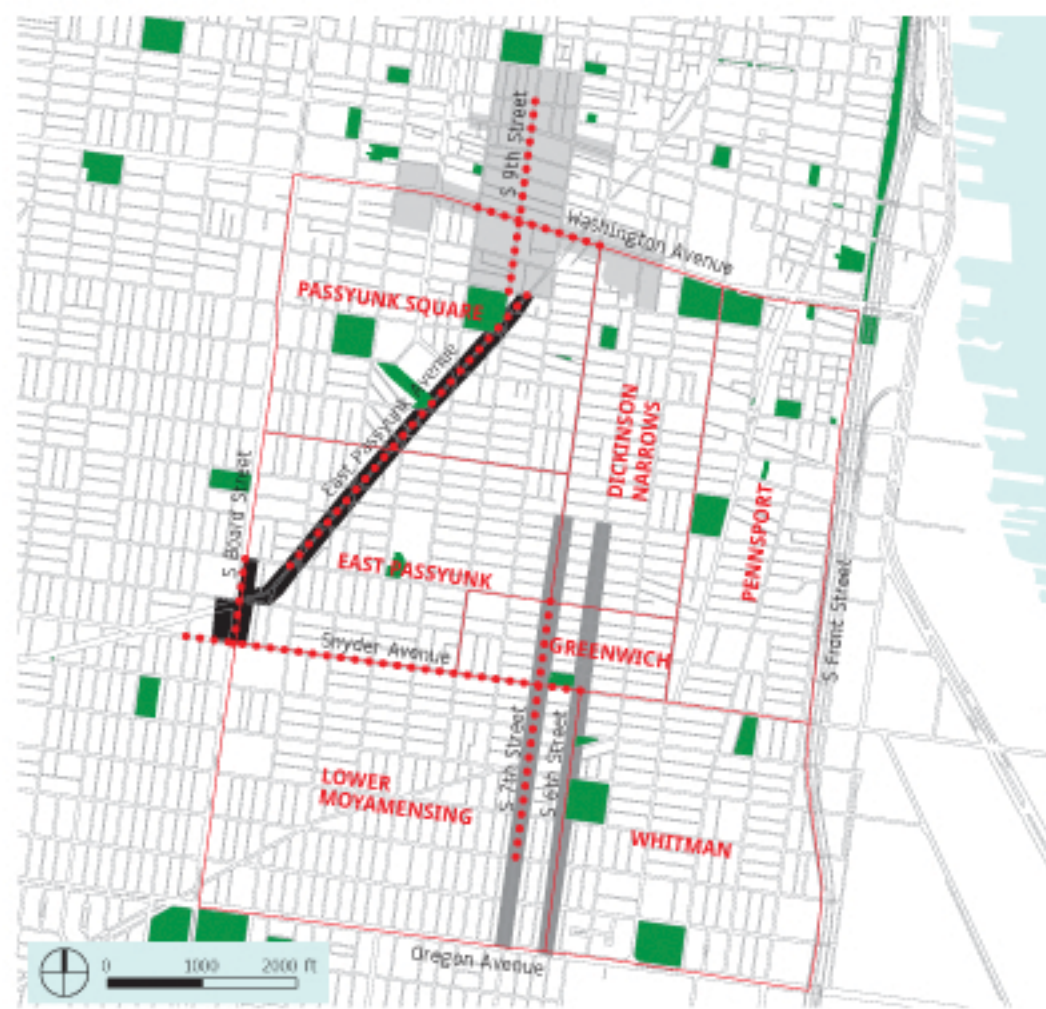 S 9th Street
Washington Avenue
PASSYUNK SQUARE
East Passyunk Avenue
DICKINSON
NARROWS
S Board Street
PENNSPORT
EAST PASSYUNK
Snyder Avenue
GREENWICH
S Front Street
S 7th Street
S 6th Street
LOWER
MOYAMENSING
WHITMAN
Oregon Avenue
0 1000 2000 ft